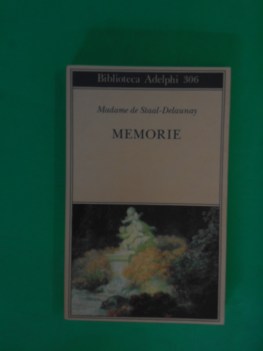 Biblioteca Adelphi 306
Madame de Staal-Delaunay
MEMORIE